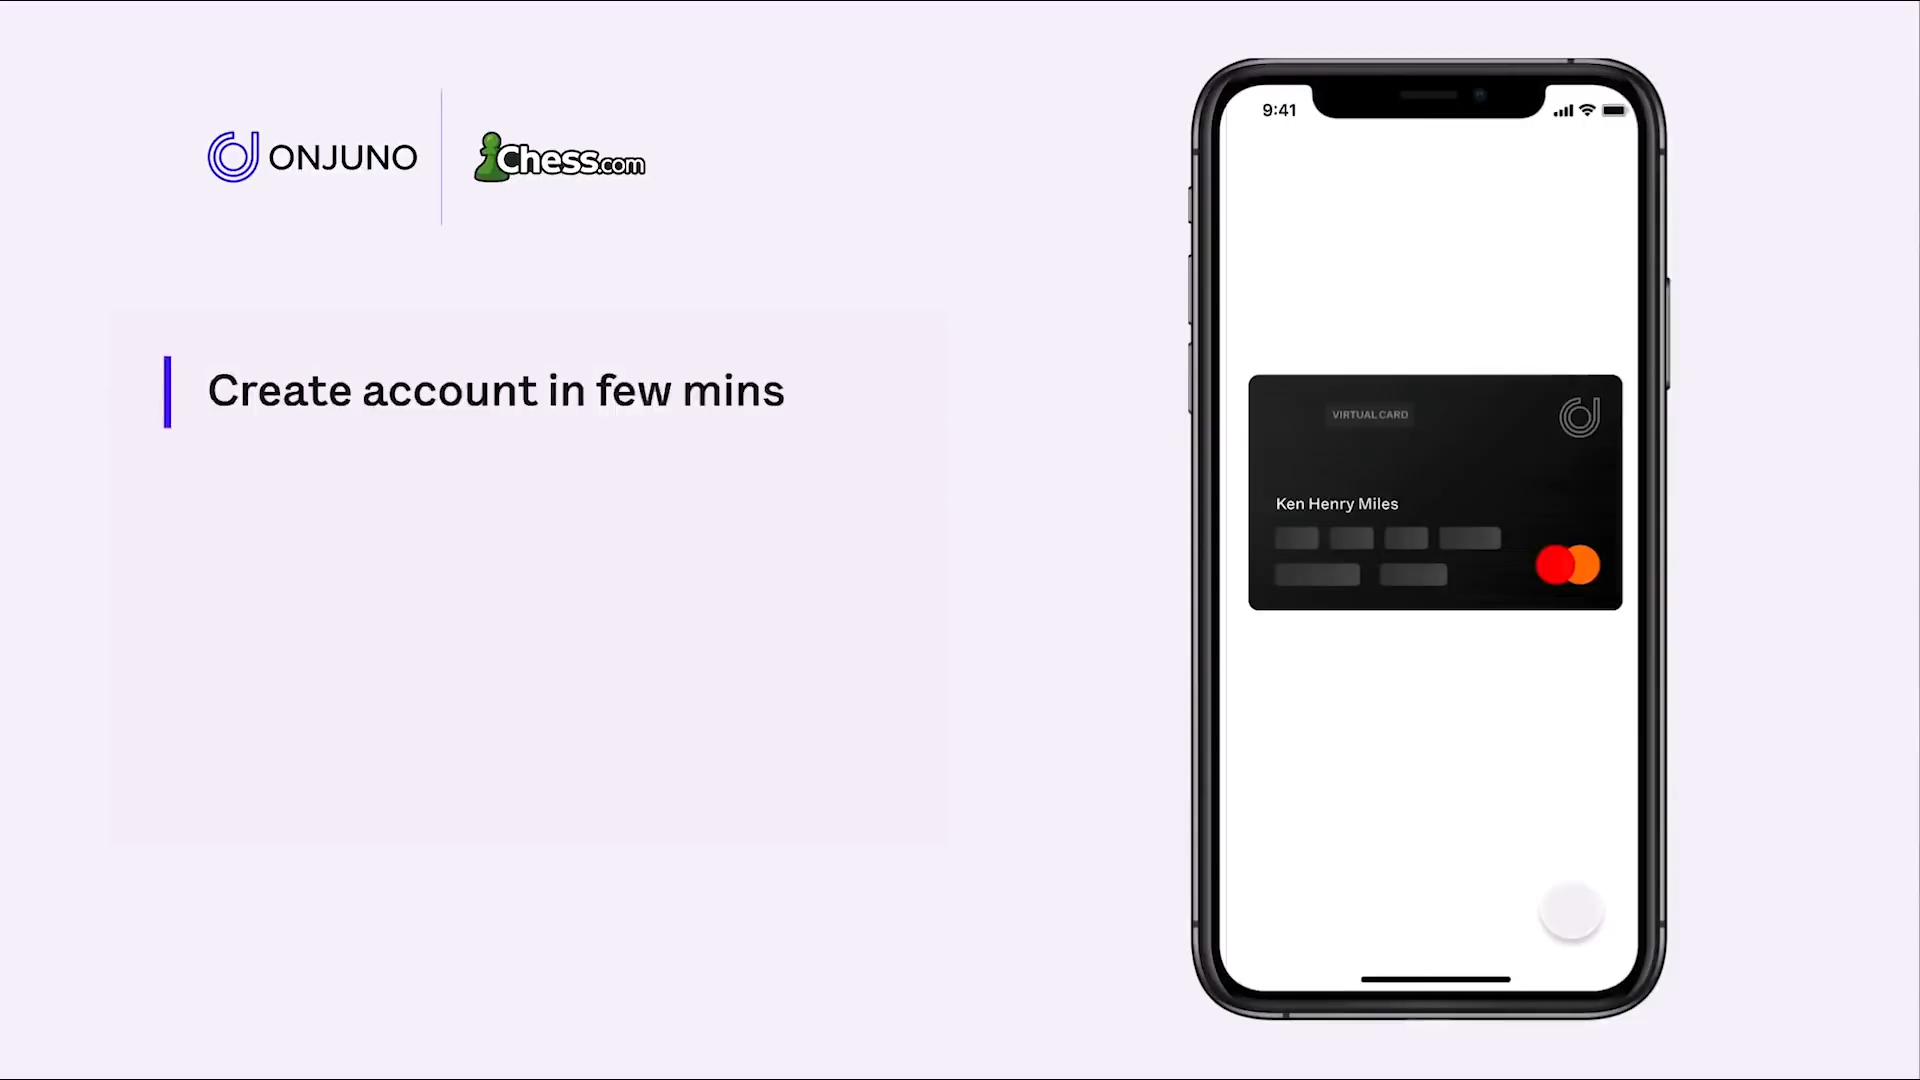 ONJUNO
Chess.com
Create account in few mins
9:41
VIRTUAL CARD
Ken Henry Miles